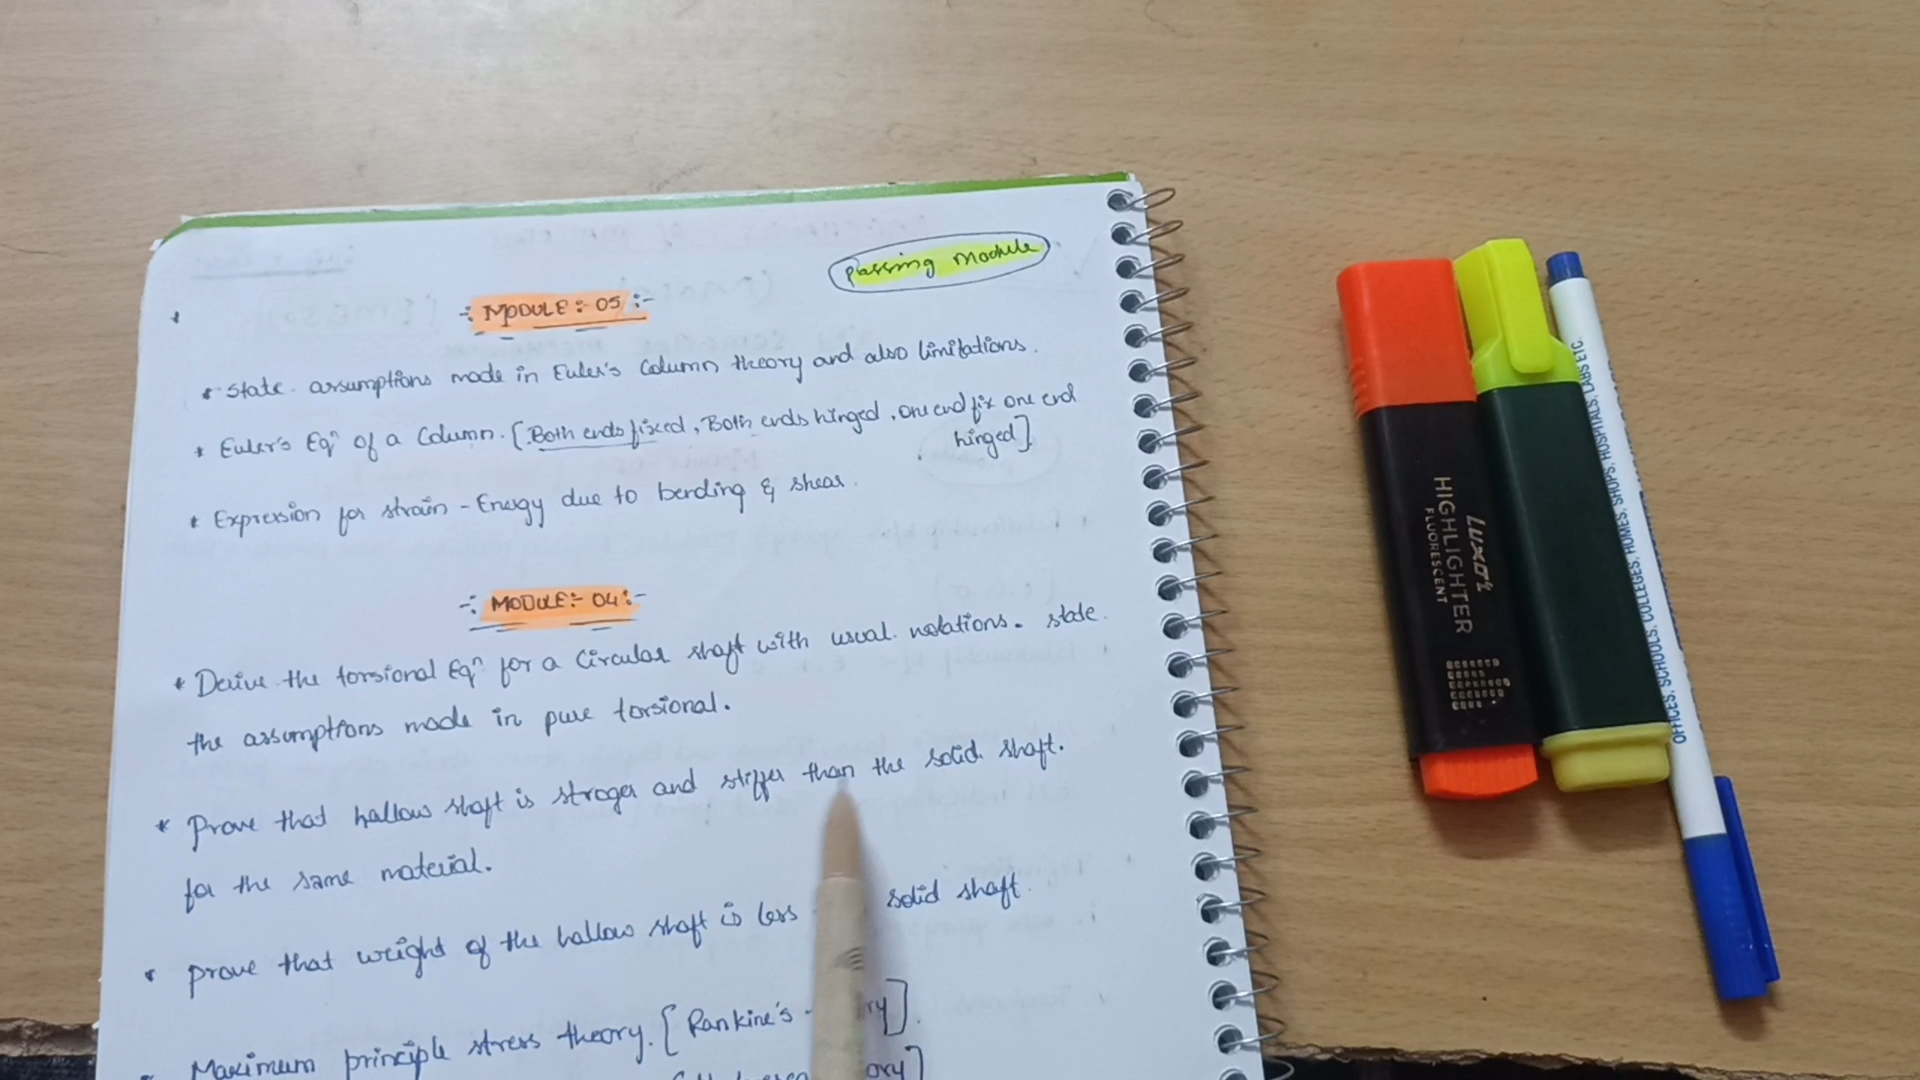 Passing Module
-: MODULE:- 05 :-
* State assumptions made in Euler's Column theory and also limitations.
* Euler's Eqn of a Column. [Both ends fixed, Both ends hinged, One end fix one end
hinged]
* Expression for strain - Energy due to bending & shear.
-: MODULE:- 04 :-
* Derive the torsional Eqn for a Circular shaft with usual notations. state
the assumptions made in pure torsional.
* Prove that hallow shaft is stroger and stiffer than the solid shaft.
for the same material.
* prove that weight of the hallow shaft is less solid shaft
Maximum principle stress theory. [Rankine's
LUXOR
HIGHLIGHTER
FLUORESCENT
OFFICES, SCHOOLS, COLLEGES, HOMES, SHOPS, HOSPITALS, LABS ETC.